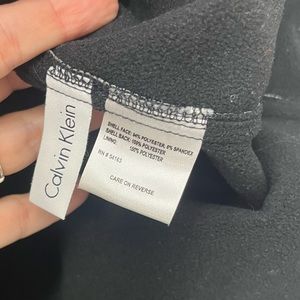 Calvin Klein
SHELL FACE: 94% POLYESTER, 6% SPANDEX
SHELL BACK: 100% POLYESTER
LINING: 100% POLYESTER
RN # 54163
CARE ON REVERSE